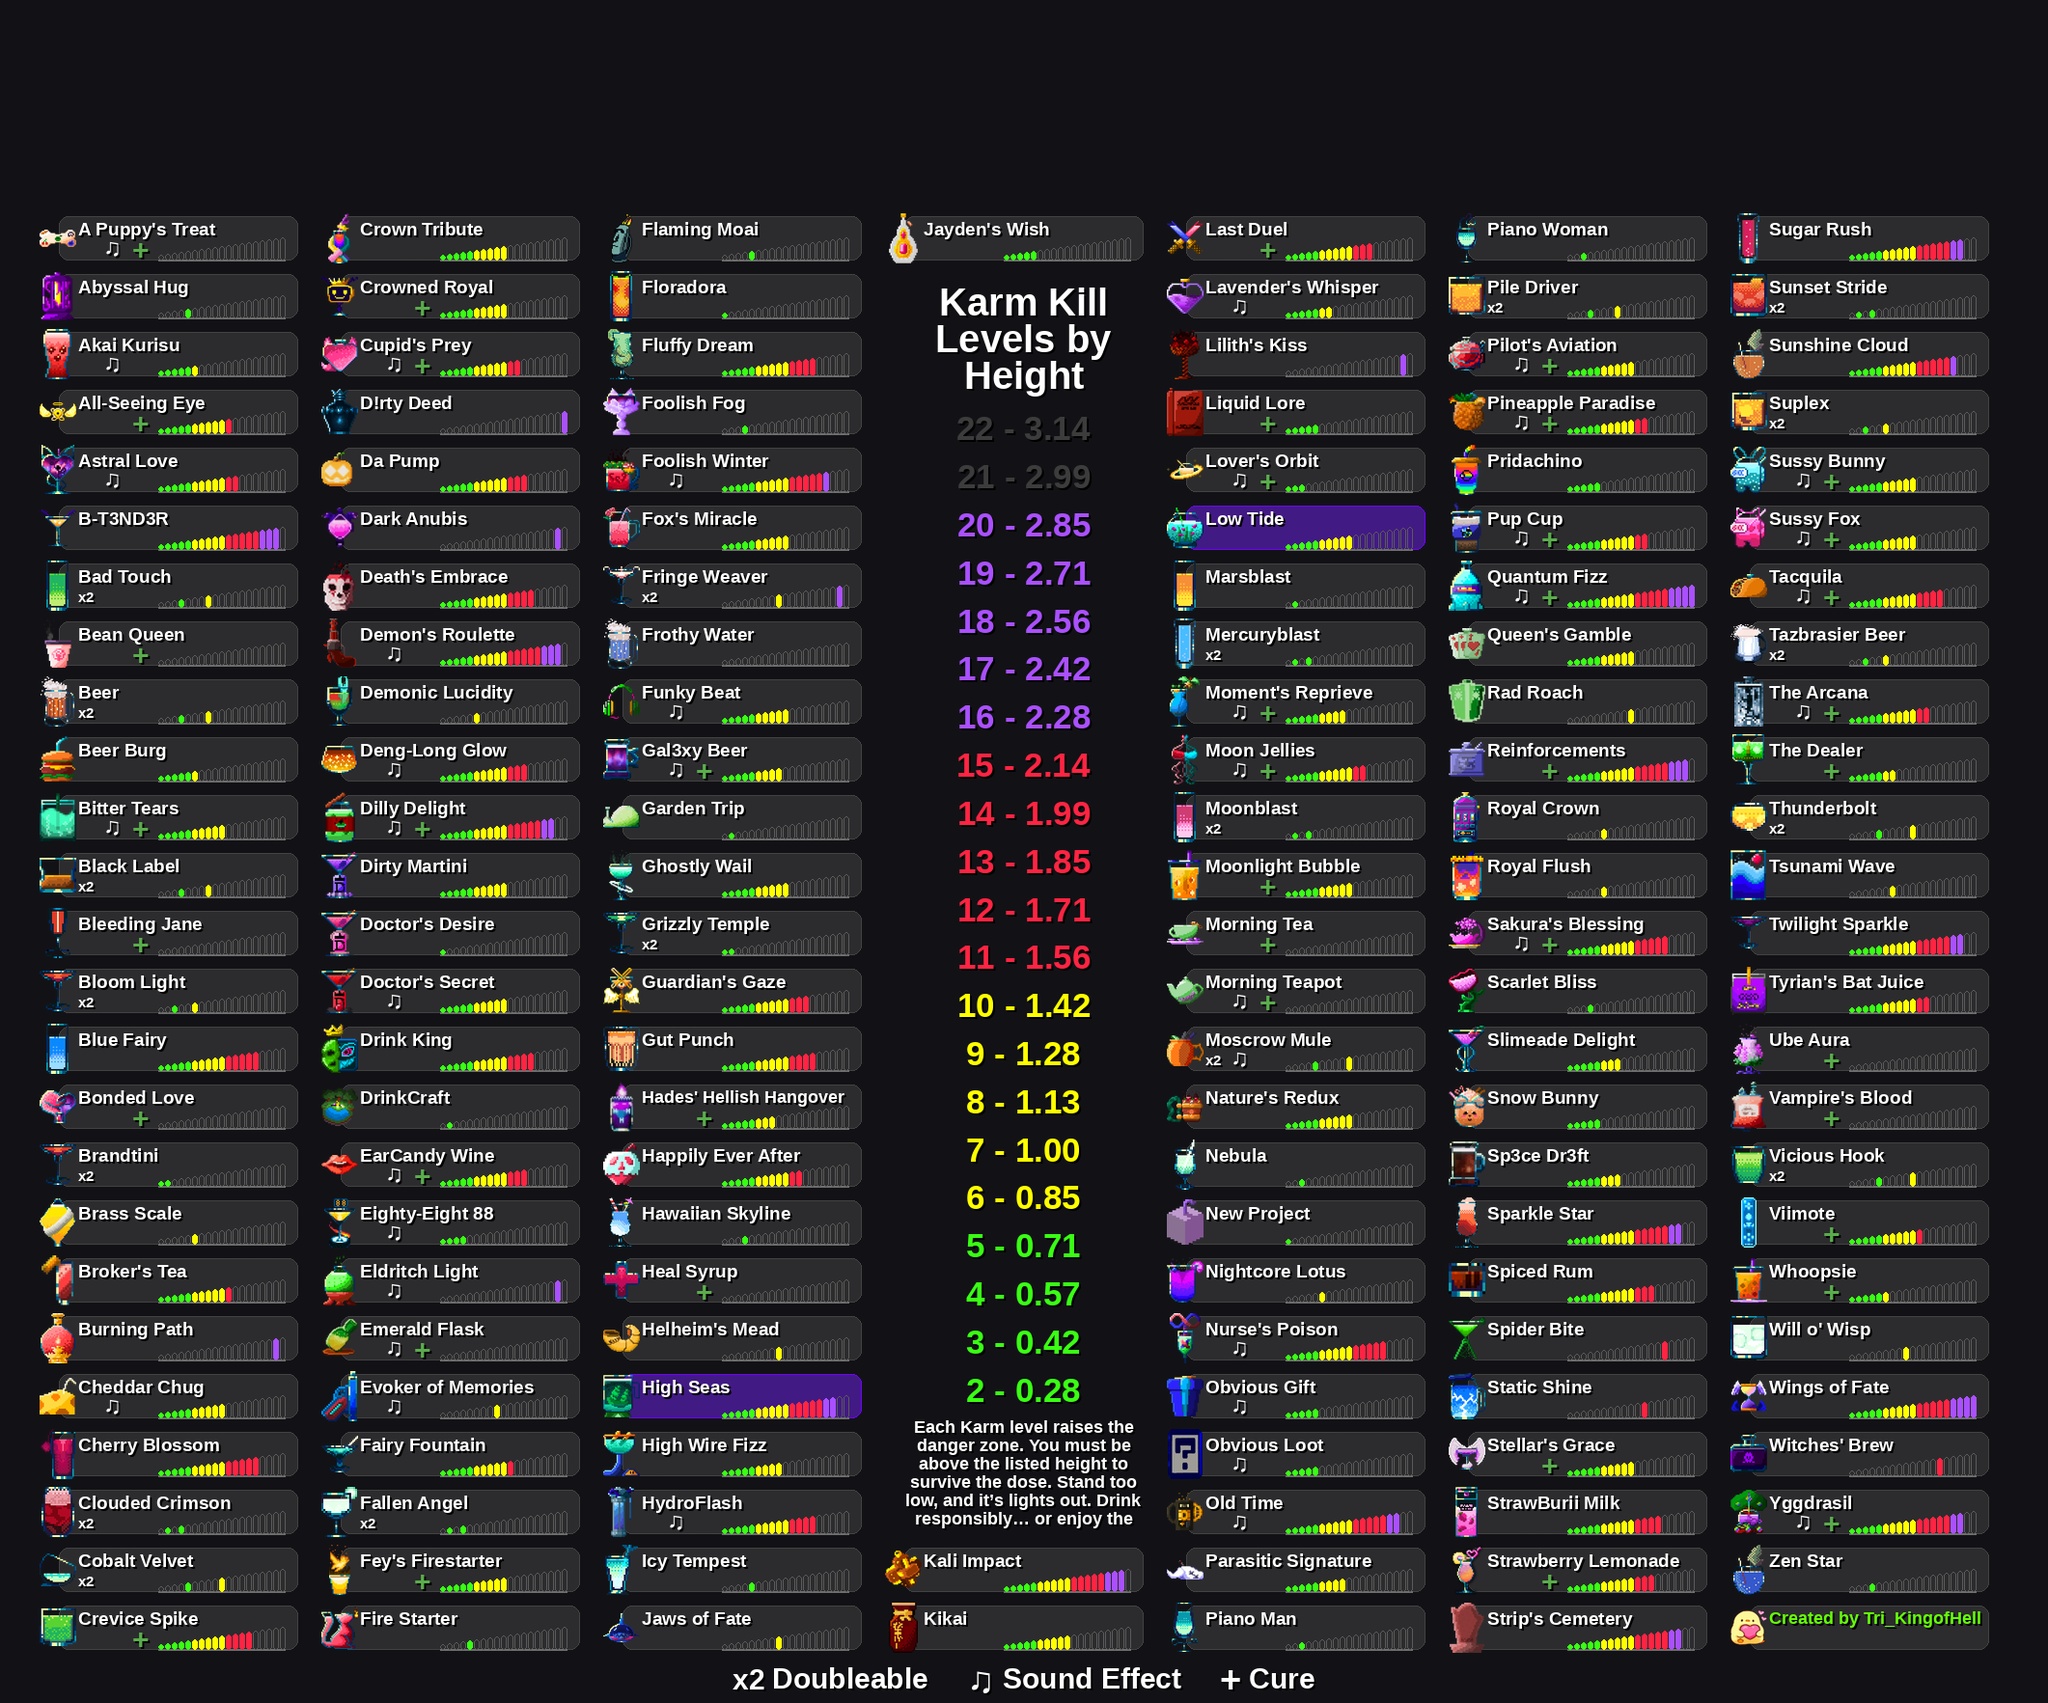 A Puppy's Treat
♫ +
Abyssal Hug
Akai Kurisu
♫
All-Seeing Eye
+
Astral Love
♫
B-T3ND3R
Bad Touch
x2
Bean Queen
+
Beer
x2
Beer Burg
Bitter Tears
♫ +
Black Label
x2
Bleeding Jane
+
Bloom Light
x2
Blue Fairy
Bonded Love
+
Brandtini
x2
Brass Scale
Broker's Tea
Burning Path
Cheddar Chug
♫
Cherry Blossom
Clouded Crimson
x2
Cobalt Velvet
x2
Crevice Spike
+
Crown Tribute
Crowned Royal
+
Cupid's Prey
♫ +
D!rty Deed
Da Pump
Dark Anubis
Death's Embrace
Demon's Roulette
♫
Demonic Lucidity
Deng-Long Glow
♫
Dilly Delight
♫ +
Dirty Martini
Doctor's Desire
Doctor's Secret
♫
Drink King
DrinkCraft
EarCandy Wine
♫ +
Eighty-Eight 88
♫
Eldritch Light
♫
Emerald Flask
♫ +
Evoker of Memories
♫
Fairy Fountain
Fallen Angel
x2
Fey's Firestarter
+
Fire Starter
Flaming Moai
Floradora
Fluffy Dream
Foolish Fog
Foolish Winter
♫
Fox's Miracle
Fringe Weaver
x2
Frothy Water
Funky Beat
♫
Gal3xy Beer
♫ +
Garden Trip
Ghostly Wail
Grizzly Temple
x2
Guardian's Gaze
Gut Punch
Hades' Hellish Hangover
+
Happily Ever After
Hawaiian Skyline
Heal Syrup
+
Helheim's Mead
High Seas
High Wire Fizz
HydroFlash
♫
Icy Tempest
Jaws of Fate
Jayden's Wish
Karm Kill
Levels by
Height
22 - 3.14
21 - 2.99
20 - 2.85
19 - 2.71
18 - 2.56
17 - 2.42
16 - 2.28
15 - 2.14
14 - 1.99
13 - 1.85
12 - 1.71
11 - 1.56
10 - 1.42
9 - 1.28
8 - 1.13
7 - 1.00
6 - 0.85
5 - 0.71
4 - 0.57
3 - 0.42
2 - 0.28
Each Karm level raises the
danger zone. You must be
above the listed height to
survive the dose. Stand too
low, and it's lights out. Drink
responsibly… or enjoy the
Kali Impact
Kikai
Last Duel
+
Lavender's Whisper
♫
Lilith's Kiss
Liquid Lore
+
Lover's Orbit
♫ +
Low Tide
Marsblast
Mercuryblast
x2
Moment's Reprieve
♫ +
Moon Jellies
♫ +
Moonblast
x2
Moonlight Bubble
+
Morning Tea
+
Morning Teapot
♫ +
Moscrow Mule
x2 ♫
Nature's Redux
Nebula
New Project
Nightcore Lotus
Nurse's Poison
♫
Obvious Gift
♫
Obvious Loot
♫
Old Time
♫
Parasitic Signature
Piano Man
Piano Woman
Pile Driver
x2
Pilot's Aviation
♫ +
Pineapple Paradise
♫ +
Pridachino
Pup Cup
♫ +
Quantum Fizz
♫ +
Queen's Gamble
Rad Roach
Reinforcements
+
Royal Crown
Royal Flush
Sakura's Blessing
♫ +
Scarlet Bliss
Slimeade Delight
Snow Bunny
Sp3ce Dr3ft
Sparkle Star
Spiced Rum
Spider Bite
Static Shine
Stellar's Grace
+
StrawBurii Milk
Strawberry Lemonade
+
Strip's Cemetery
Sugar Rush
Sunset Stride
x2
Sunshine Cloud
Suplex
x2
Sussy Bunny
♫ +
Sussy Fox
♫ +
Tacquila
♫ +
Tazbrasier Beer
x2
The Arcana
♫ +
The Dealer
+
Thunderbolt
x2
Tsunami Wave
Twilight Sparkle
Tyrian's Bat Juice
Ube Aura
+
Vampire's Blood
+
Vicious Hook
x2
Viimote
+
Whoopsie
+
Will o' Wisp
Wings of Fate
Witches' Brew
Yggdrasil
♫ +
Zen Star
Created by Tri_KingofHell
x2 Doubleable ♫ Sound Effect + Cure